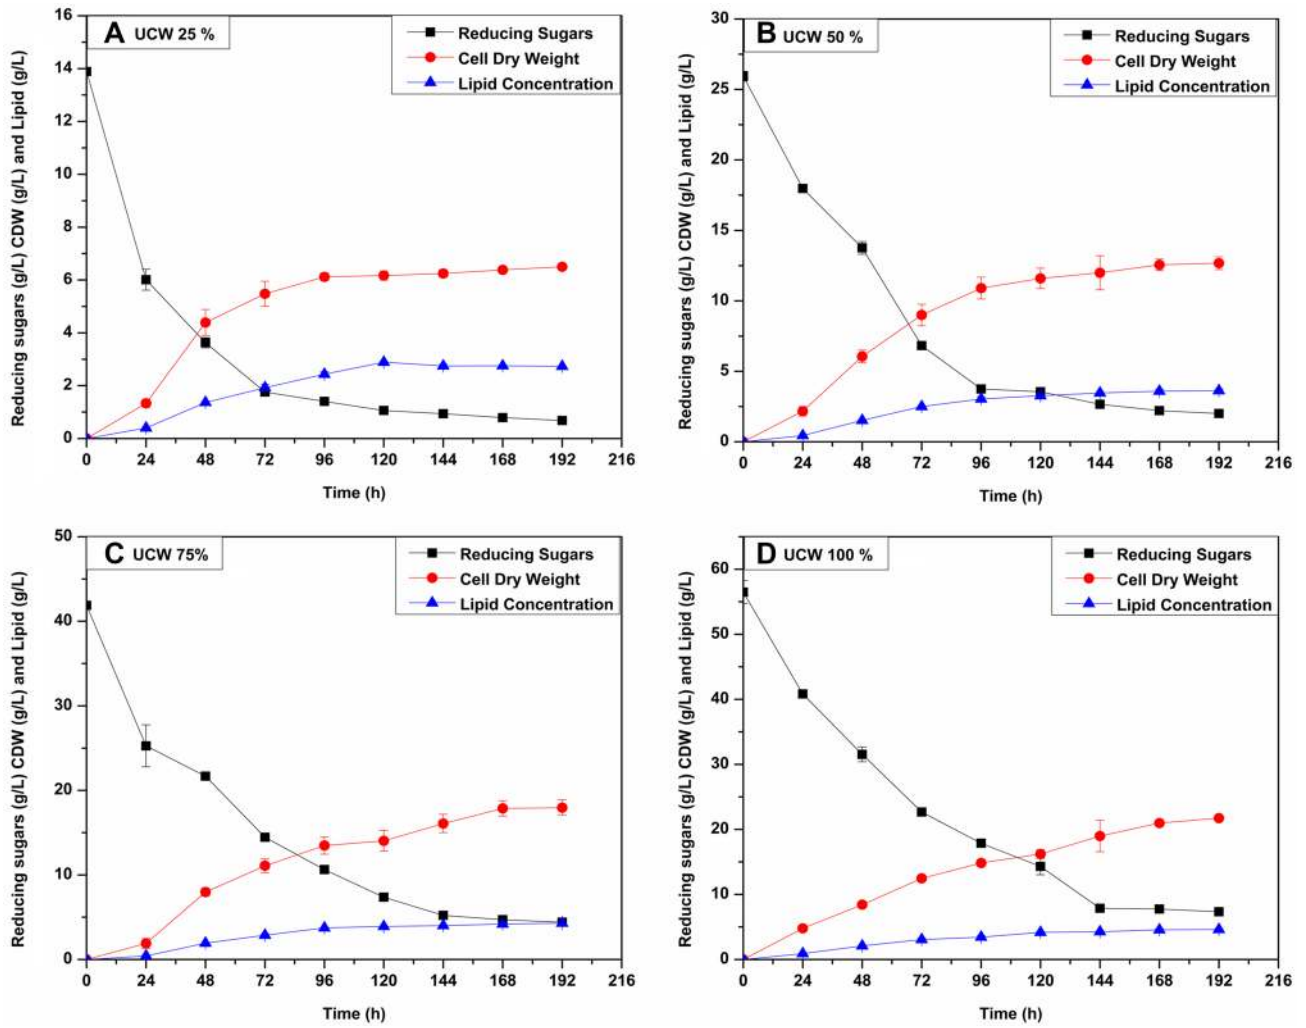 A UCW 25 %
Reducing Sugars
Cell Dry Weight
Lipid Concentration
Reducing sugars (g/L) CDW (g/L) and Lipid (g/L)
16
14
12
10
8
6
4
2
0
0 24 48 72 96 120 144 168 192 216
Time (h)
B UCW 50 %
Reducing Sugars
Cell Dry Weight
Lipid Concentration
Reducing sugars (g/L) CDW (g/L) and Lipid (g/L)
30
25
20
15
10
5
0
0 24 48 72 96 120 144 168 192 216
Time (h)
C UCW 75%
Reducing Sugars
Cell Dry Weight
Lipid Concentration
Reducing sugars (g/L) CDW (g/L) and Lipid (g/L)
50
40
30
20
10
0
0 24 48 72 96 120 144 168 192 216
Time (h)
D UCW 100 %
Reducing Sugars
Cell Dry Weight
Lipid Concentration
Reducing sugars (g/L) CDW (g/L) and Lipid (g/L)
60
50
40
30
20
10
0
0 24 48 72 96 120 144 168 192 216
Time (h)